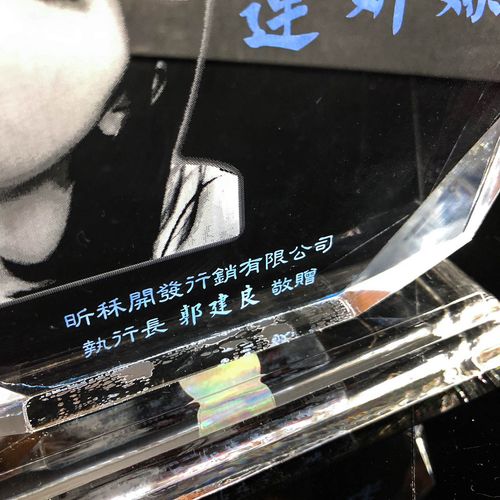 昕秝開發行銷有限公司
執行長 郭建良 敬贈